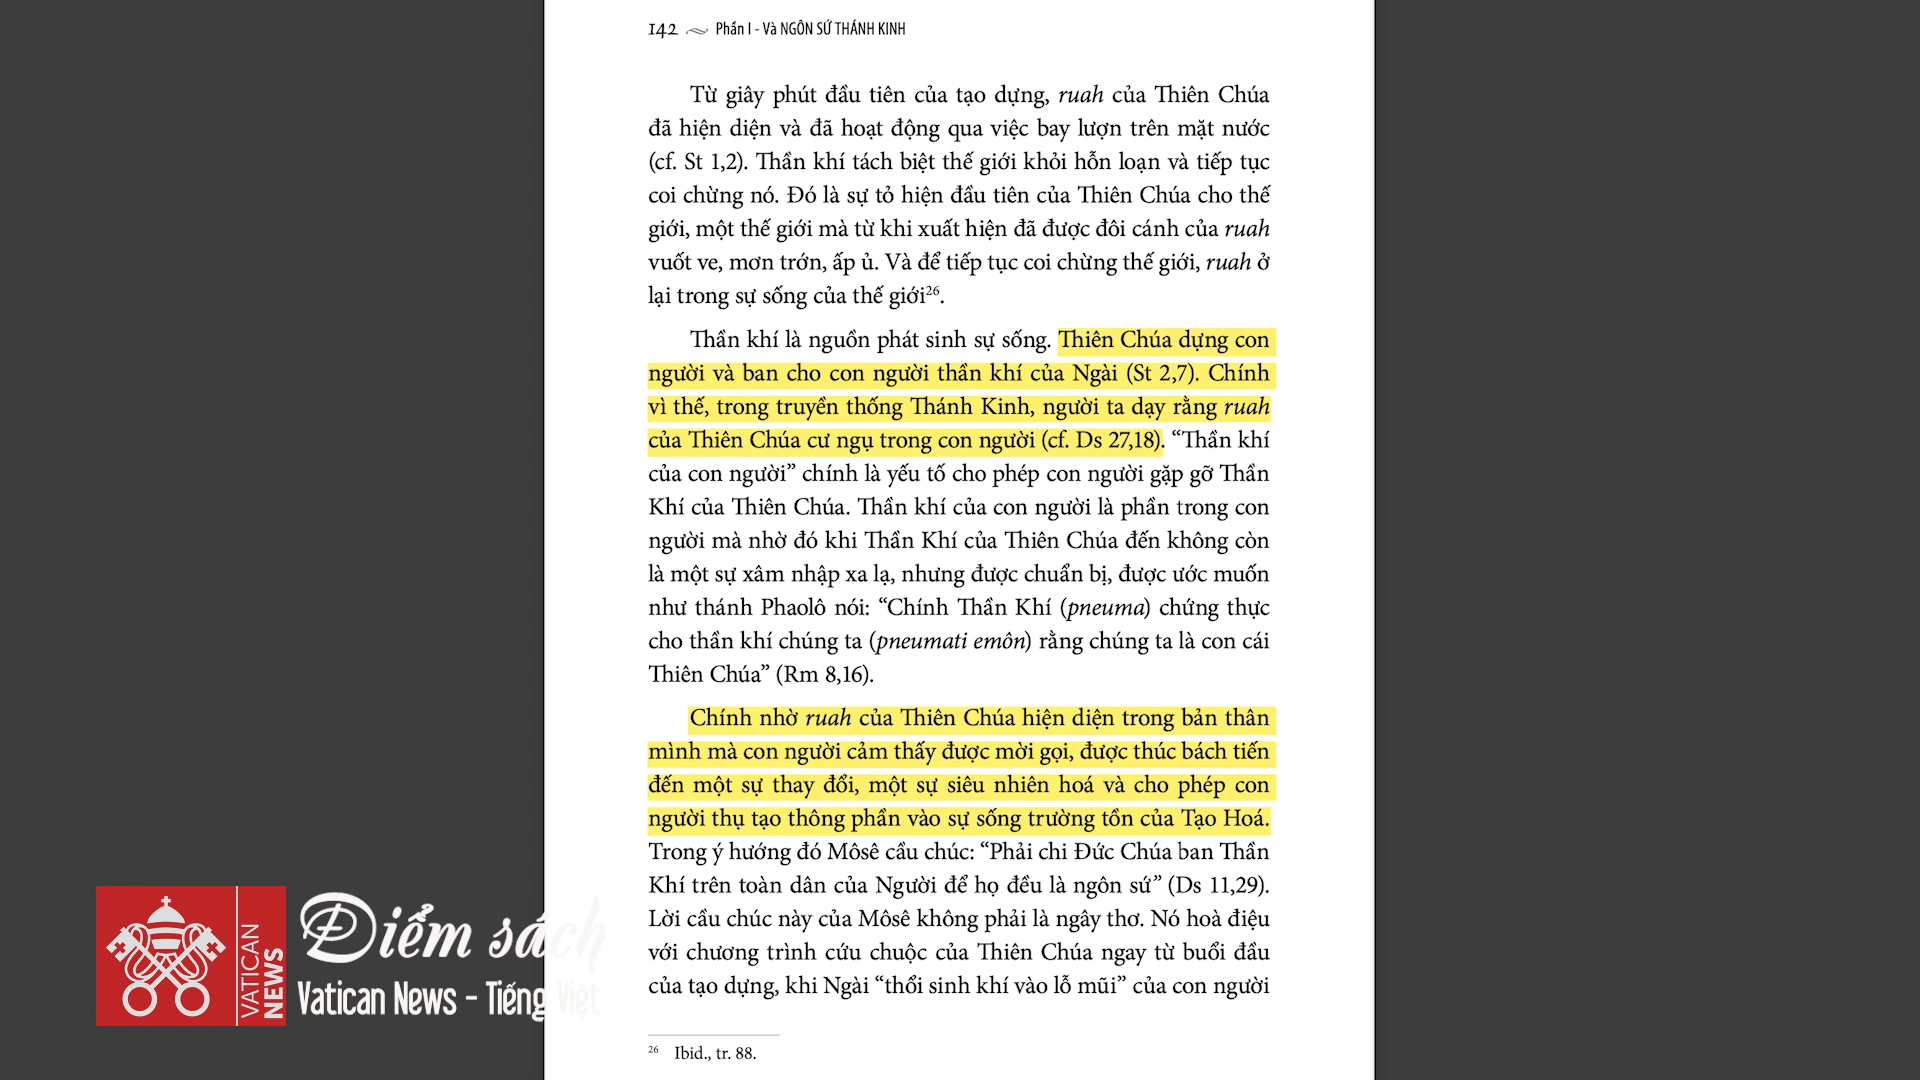 142 Phần I - Và NGÔN SỨ THÁNH KINH
Từ giây phút đầu tiên của tạo dựng, ruah của Thiên Chúa
đã hiện diện và đã hoạt động qua việc bay lượn trên mặt nước
(cf. St 1,2). Thần khí tách biệt thế giới khỏi hỗn loạn và tiếp tục
coi chừng nó. Đó là sự tỏ hiện đầu tiên của Thiên Chúa cho thế
giới, một thế giới mà từ khi xuất hiện đã được đôi cánh của ruah
vuốt ve, mơn trớn, ấp ủ. Và để tiếp tục coi chừng thế giới, ruah ở
lại trong sự sống của thế giới26.
Thần khí là nguồn phát sinh sự sống. Thiên Chúa dựng con
người và ban cho con người thần khí của Ngài (St 2,7). Chính
vì thế, trong truyền thống Thánh Kinh, người ta dạy rằng ruah
của Thiên Chúa cư ngụ trong con người (cf. Ds 27,18). “Thần khí
của con người” chính là yếu tố cho phép con người gặp gỡ Thần
Khí của Thiên Chúa. Thần khí của con người là phần trong con
người mà nhờ đó khi Thần Khí của Thiên Chúa đến không còn
là một sự xâm nhập xa lạ, nhưng được chuẩn bị, được ước muốn
như thánh Phaolô nói: “Chính Thần Khí (pneuma) chứng thực
cho thần khí chúng ta (pneumati emôn) rằng chúng ta là con cái
Thiên Chúa” (Rm 8,16).
Chính nhờ ruah của Thiên Chúa hiện diện trong bản thân
mình mà con người cảm thấy được mời gọi, được thúc bách tiến
đến một sự thay đổi, một sự siêu nhiên hoá và cho phép con
người thụ tạo thông phần vào sự sống trường tồn của Tạo Hoá.
Trong ý hướng đó Môsê cầu chúc: “Phải chi Đức Chúa ban Thần
Khí trên toàn dân của Người để họ đều là ngôn sứ” (Ds 11,29).
Lời cầu chúc này của Môsê không phải là ngây thơ. Nó hoà điệu
với chương trình cứu chuộc của Thiên Chúa ngay từ buổi đầu
của tạo dựng, khi Ngài “thổi sinh khí vào lỗ mũi” của con người
26 Ibid., tr. 88.
VATICAN
NEWS
Điểm sách
Vatican News - Tiếng Việt